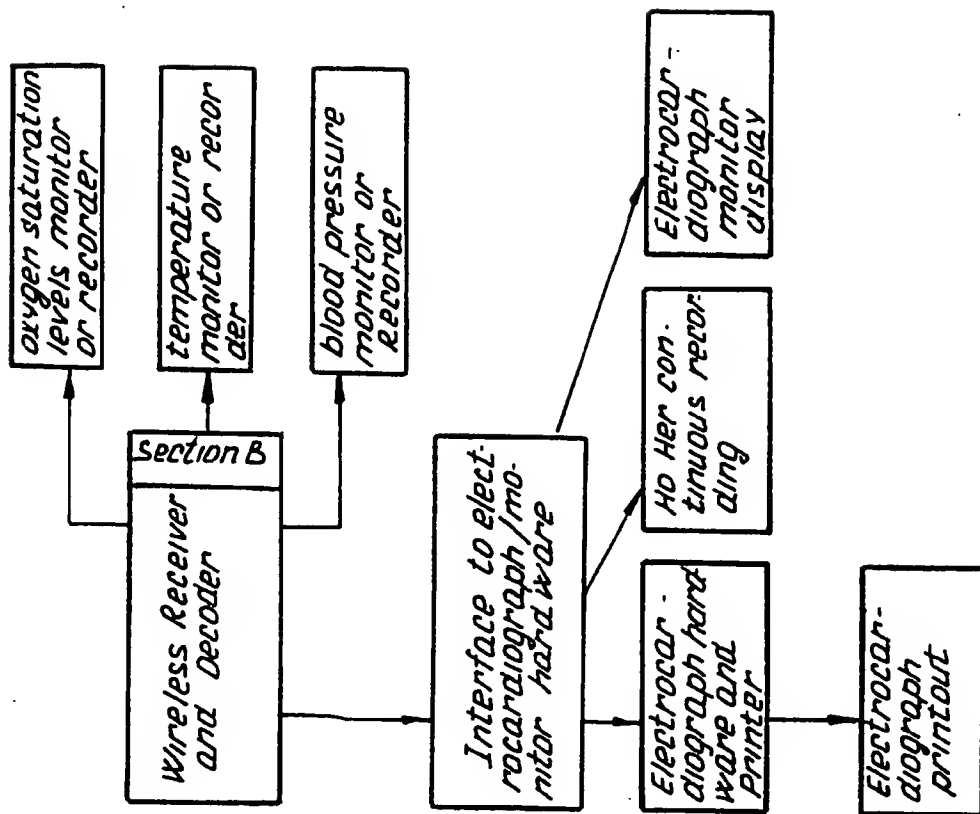 oxygen saturation
levels monitor
or recorder
Wireless Receiver
and Decoder
Section B
temperature
monitor or recor
der
blood pressure
monitor or
Recorder
Interface to elect-
rocardiograph/mo-
nitor hardware
Electrocar-
diograph hard
ware and
Printer
Ho Her con-
tinuous recor-
ding
Electrocar-
diograph
monitor
display
Electrocar-
diograph
printout